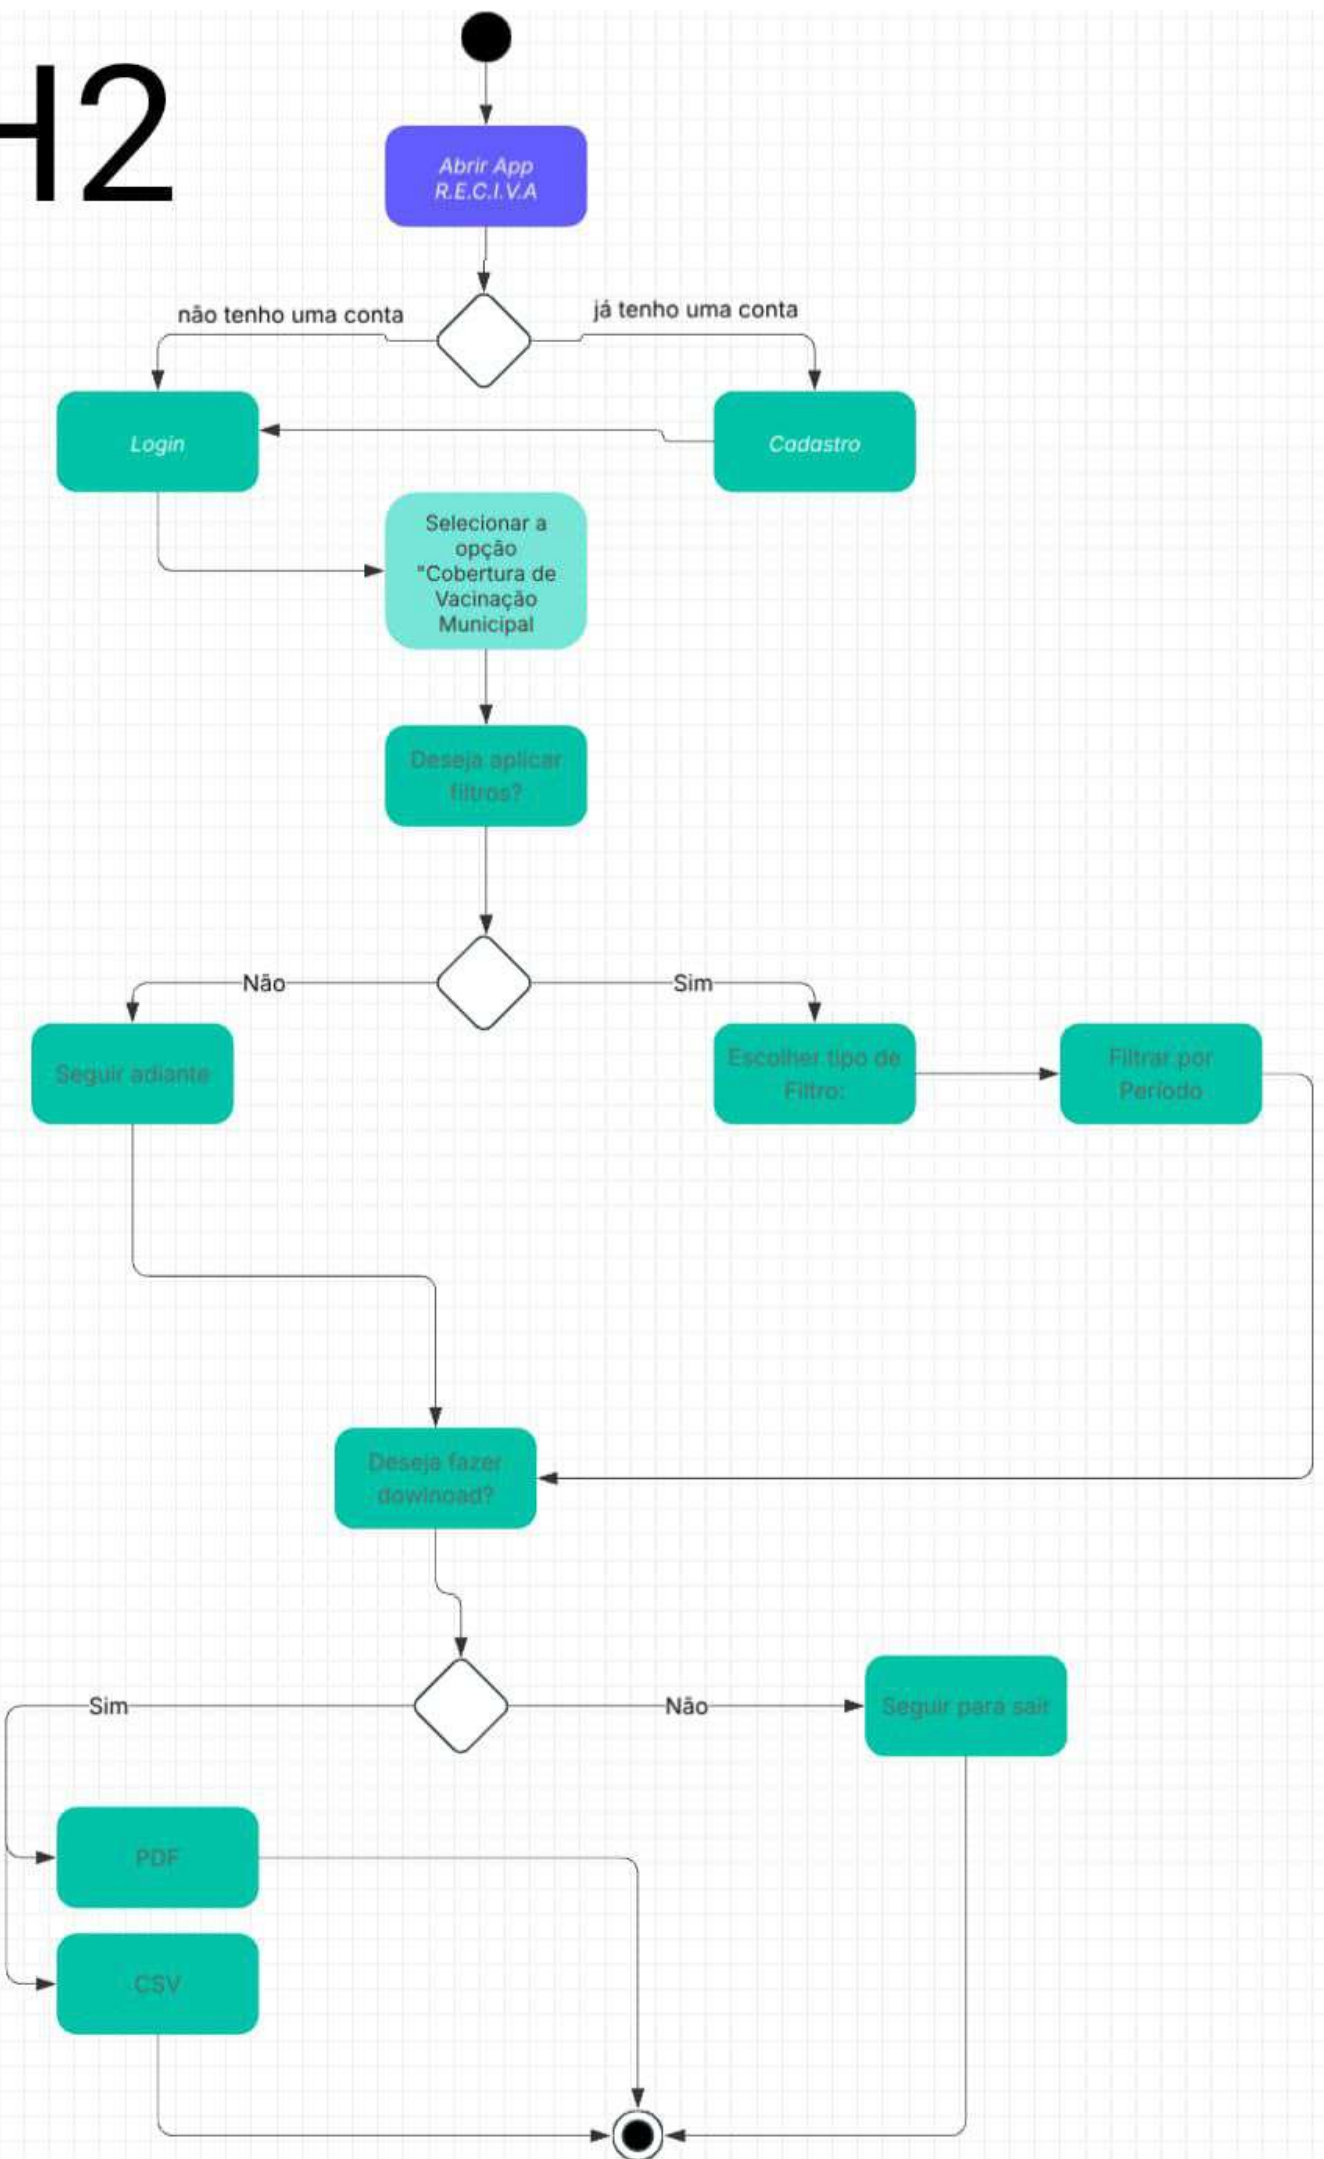 H2
Abrir App
R.E.C.I.V.A
não tenho uma conta
já tenho uma conta
Login
Cadastro
Selecionar a
opção
"Cobertura de
Vacinação
Municipal
Deseja aplicar
filtros?
Não
Sim
Seguir adiante
Escolher tipo de
Filtro:
Filtrar por
Período
Deseja fazer
dowlnoad?
Sim
Não
Seguir para sair
PDF
CSV